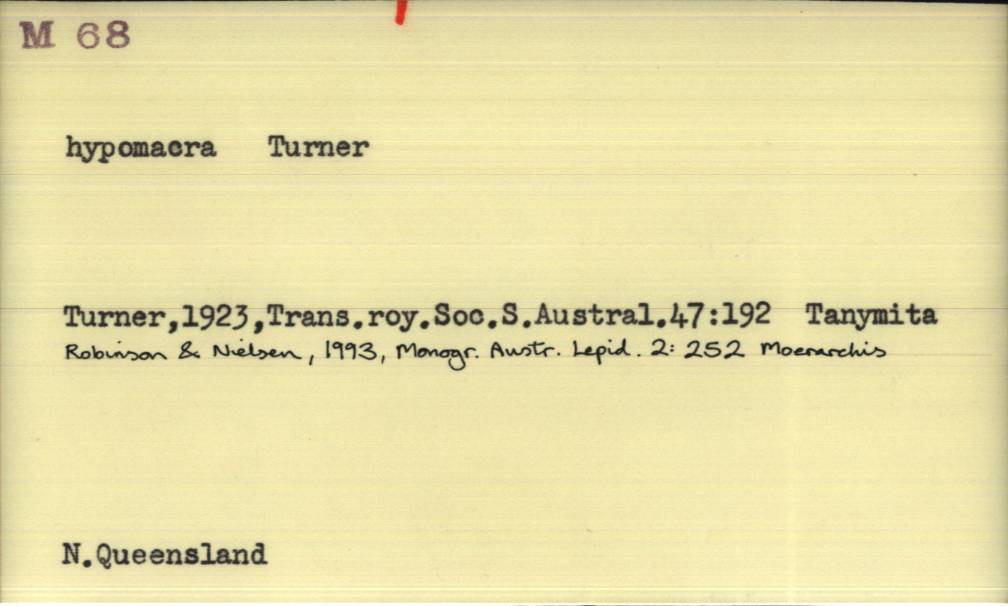 M 68
hypomacra Turner
Turner,1923,Trans.roy.Soc.S.Austral.47:192 Tanymita
Robinson & Nielsen, 1993, Monogr. Austr. Lepid. 2: 252 Moerarchis
N.Queensland